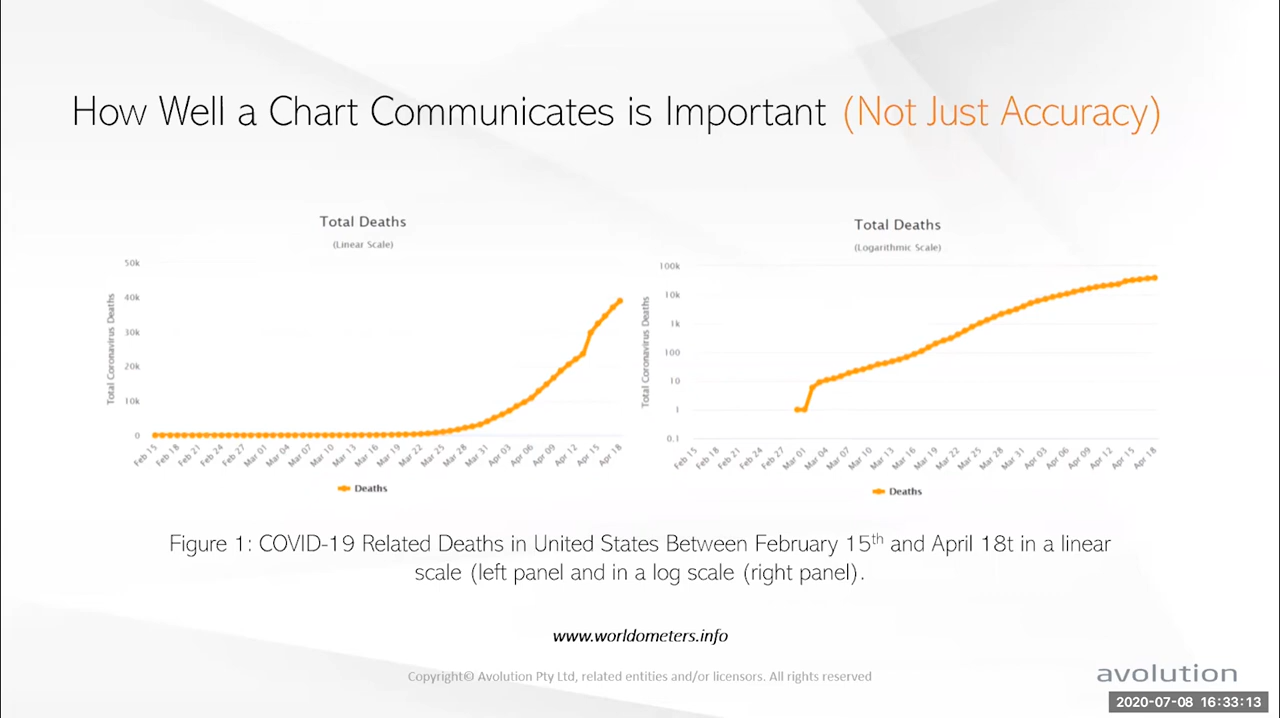 How Well a Chart Communicates is Important (Not Just Accuracy)
Total Deaths
(Linear Scale)
Total Coronavirus Deaths
50k
40k
30k
20k
10k
0
Feb 15 Feb 18 Feb 21 Feb 24 Feb 27 Mar 01 Mar 04 Mar 07 Mar 10 Mar 13 Mar 16 Mar 19 Mar 22 Mar 25 Mar 28 Mar 31 Apr 03 Apr 06 Apr 09 Apr 12 Apr 15 Apr 18
Deaths
Total Deaths
(Logarithmic Scale)
Total Coronavirus Deaths
100k
10k
1k
100
10
1
0.1
Feb 15 Feb 18 Feb 21 Feb 24 Feb 27 Mar 01 Mar 04 Mar 07 Mar 10 Mar 13 Mar 16 Mar 19 Mar 22 Mar 25 Mar 28 Mar 31 Apr 03 Apr 06 Apr 09 Apr 12 Apr 15 Apr 18
Deaths
Figure 1: COVID-19 Related Deaths in United States Between February 15th and April 18t in a linear
scale (left panel and in a log scale (right panel).
www.worldometers.info
Copyright© Avolution Pty Ltd, related entities and/or licensors. All rights reserved
avolution
2020-07-08 16:33:13